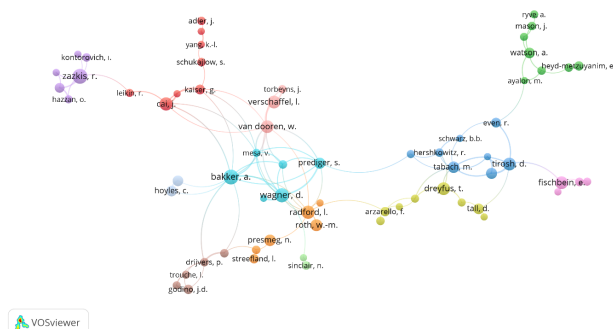 adler, j.
yang, k.-l.
schukajlow, s.
kontorovich, i.
zazkis, r.
hazzan, o.
leikin, r.
cai, j.
kaiser, g.
torbeyns, j.
verschaffel, l.
van dooren, w.
mesa, v.
prediger, s.
bakker, a.
hoyles, c.
wagner, d.
radford, l.
roth, w.-m.
presmeg, n.
streefland, l.
sinclair, n.
drijvers, p.
trouche, l.
godino, j.d.
ryve, a.
mason, j.
watson, a.
heyd-metzuyanim, e.
ayalon, m.
even, r.
schwarz, b.b.
hershkowitz, r.
tabach, m.
tirosh, d.
dreyfus, t.
arzarello, f.
tall, d.
fischbein, e.
VOSviewer